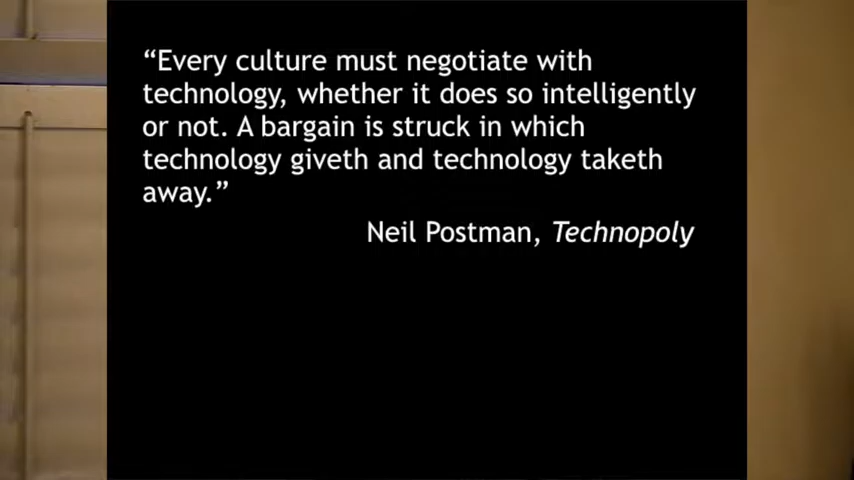 “Every culture must negotiate with
technology, whether it does so intelligently
or not. A bargain is struck in which
technology giveth and technology taketh
away.”
Neil Postman, Technopoly